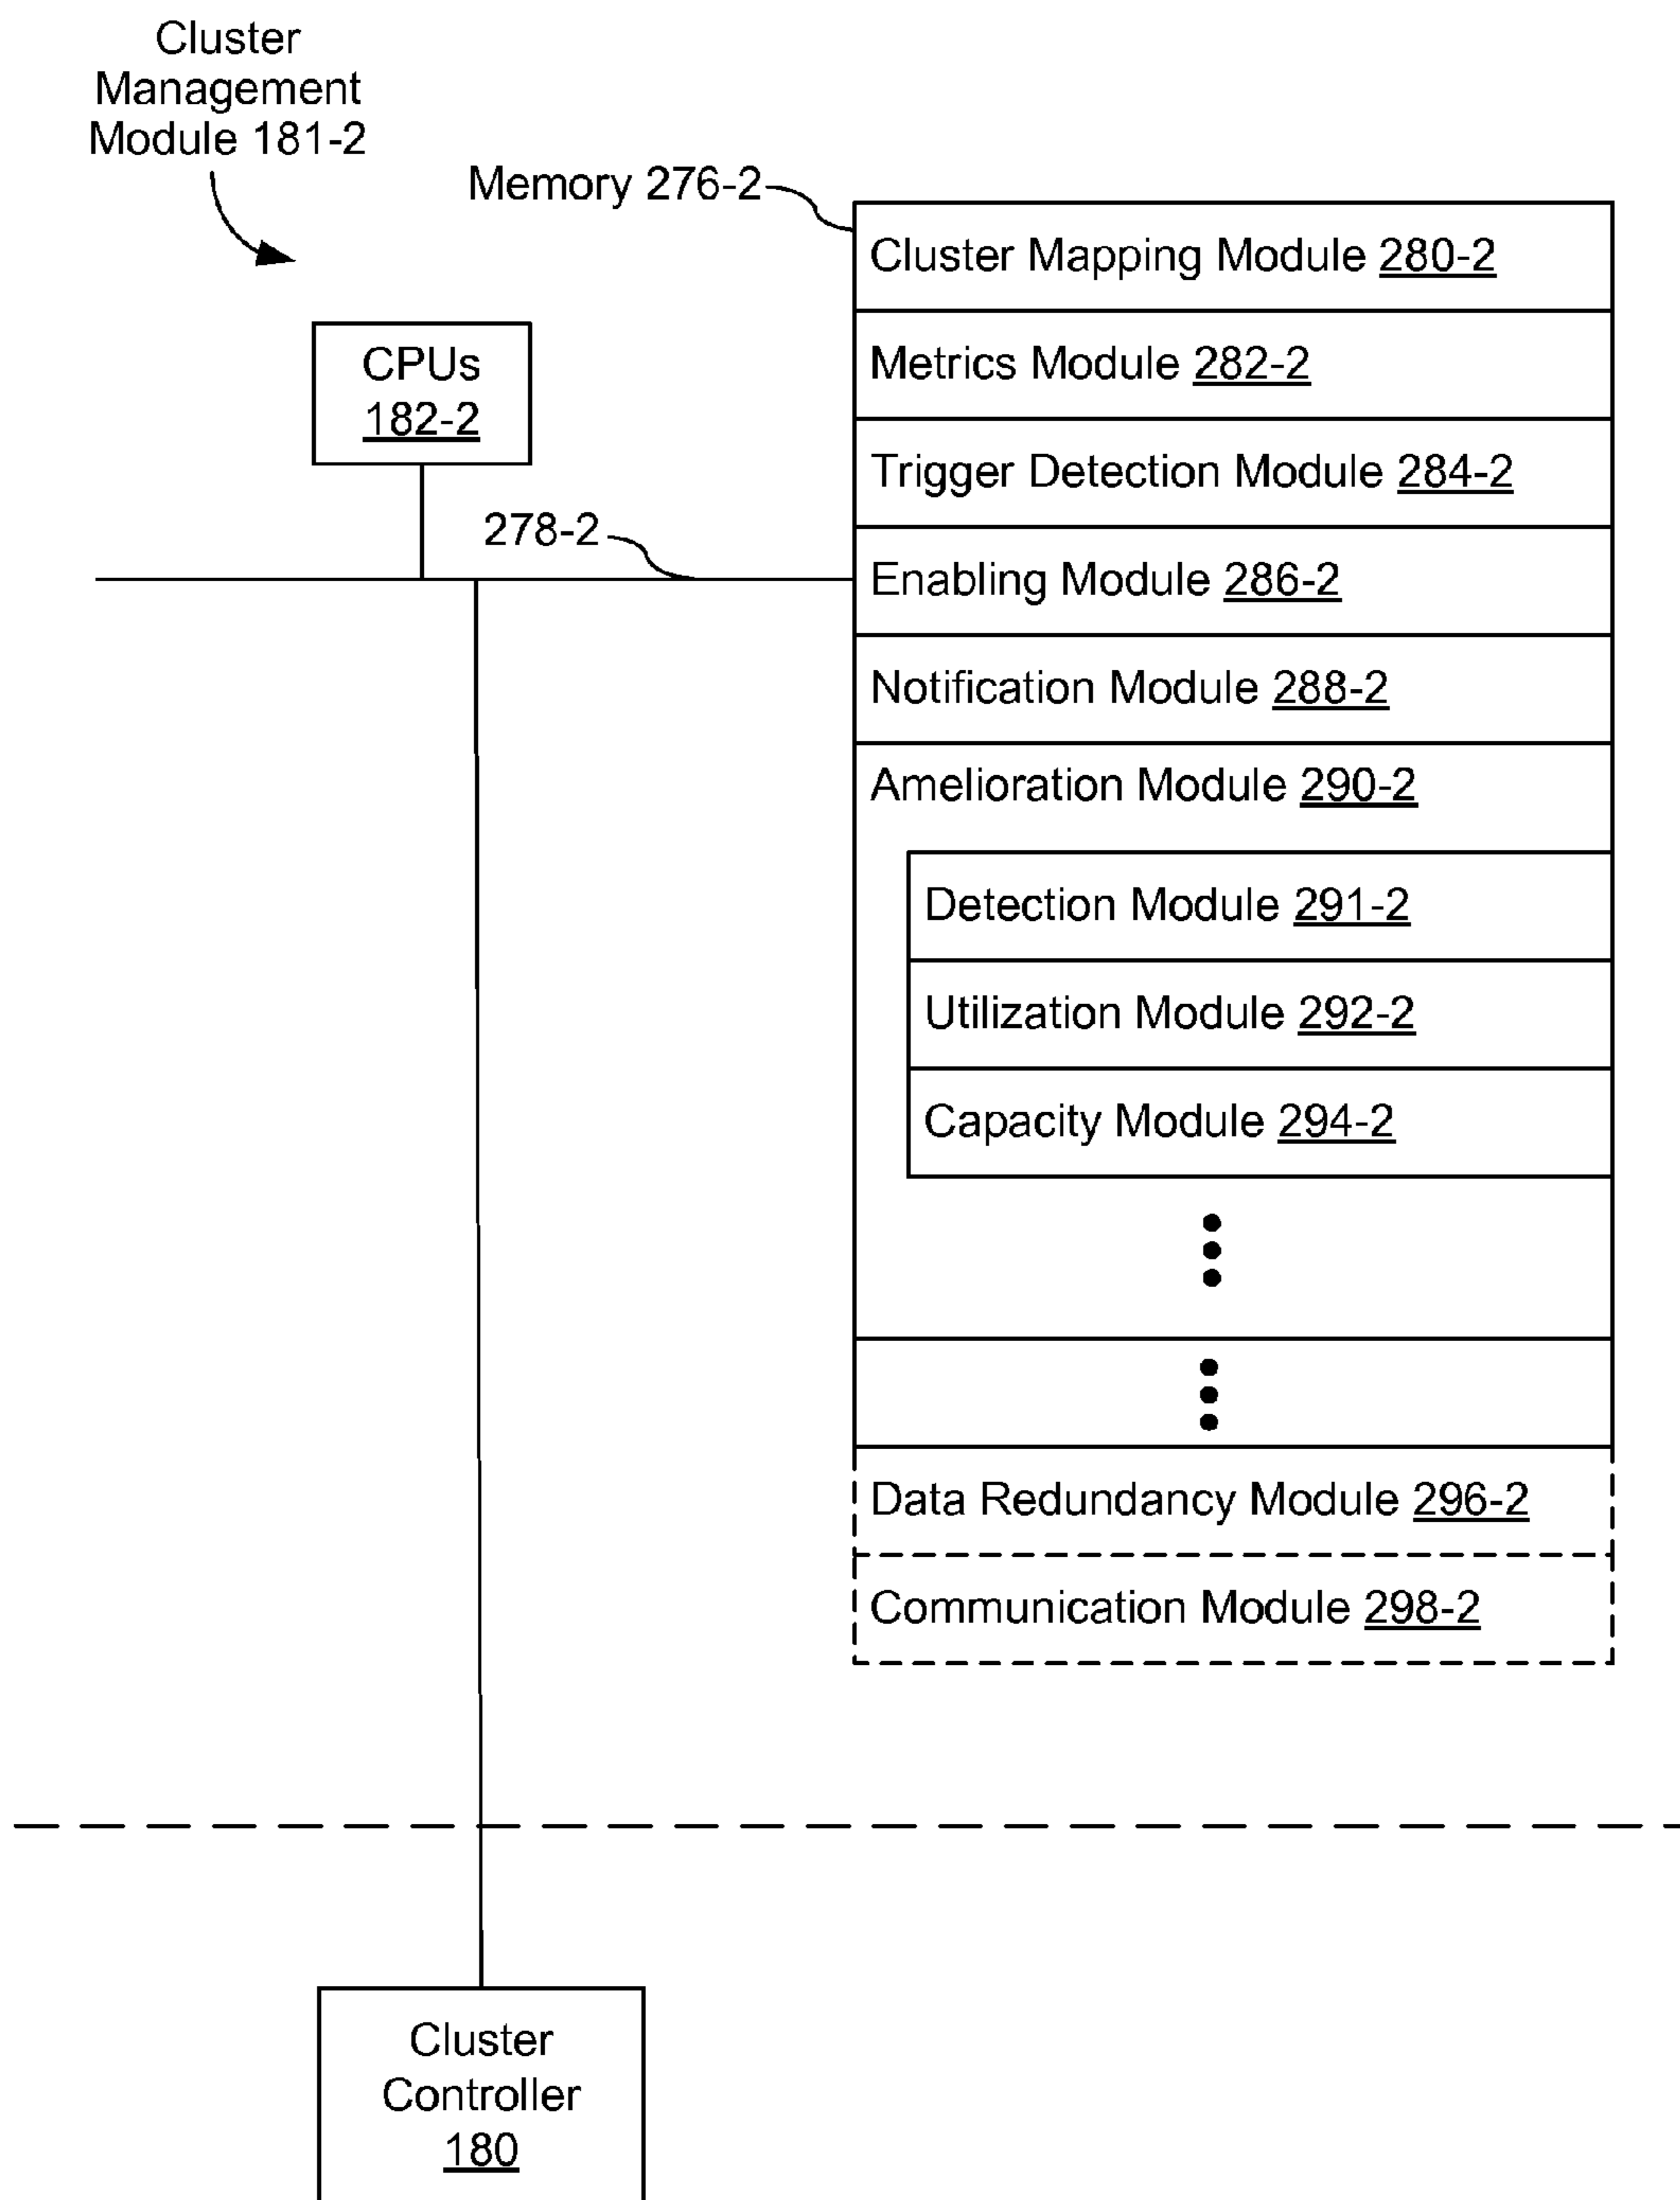 Cluster
Management
Module 181-2
Memory 276-2
Cluster Mapping Module 280-2
Metrics Module 282-2
CPUs
182-2
Trigger Detection Module 284-2
278-2
Enabling Module 286-2
Notification Module 288-2
Amelioration Module 290-2
Detection Module 291-2
Utilization Module 292-2
Capacity Module 294-2
Data Redundancy Module 296-2
Communication Module 298-2
Cluster
Controller
180